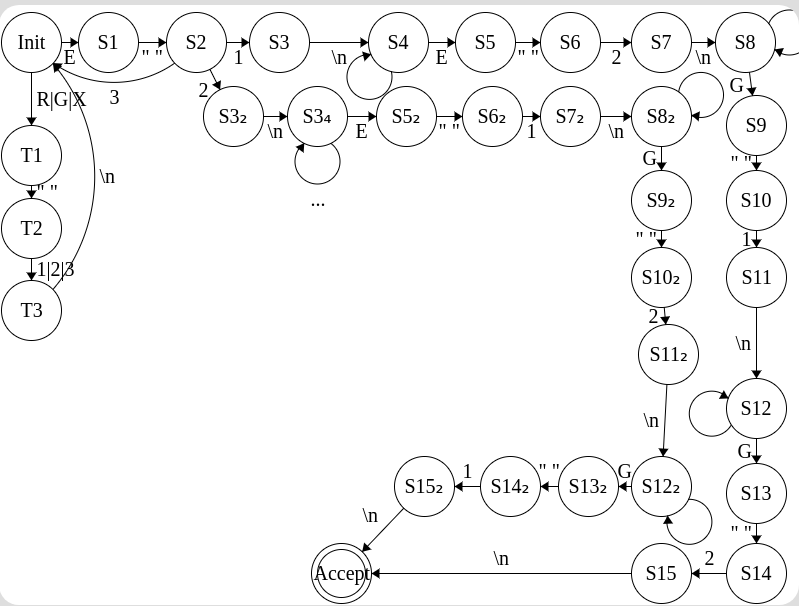 Init
E
S1
" "
S2
1
S3
\n
S4
E
S5
" "
S6
2
S7
\n
S8
3
2
R|G|X
G
S3₂
\n
S3₄
E
S5₂
" "
S6₂
1
S7₂
\n
S8₂
S9
T1
\n
...
G
" "
" "
S9₂
S10
T2
" "
1
1|2|3
S10₂
S11
T3
2
\n
S11₂
\n
S12
G
G
S15₂
1
S14₂
" "
S13₂
S12₂
S13
\n
" "
\n
2
Accept
S15
S14